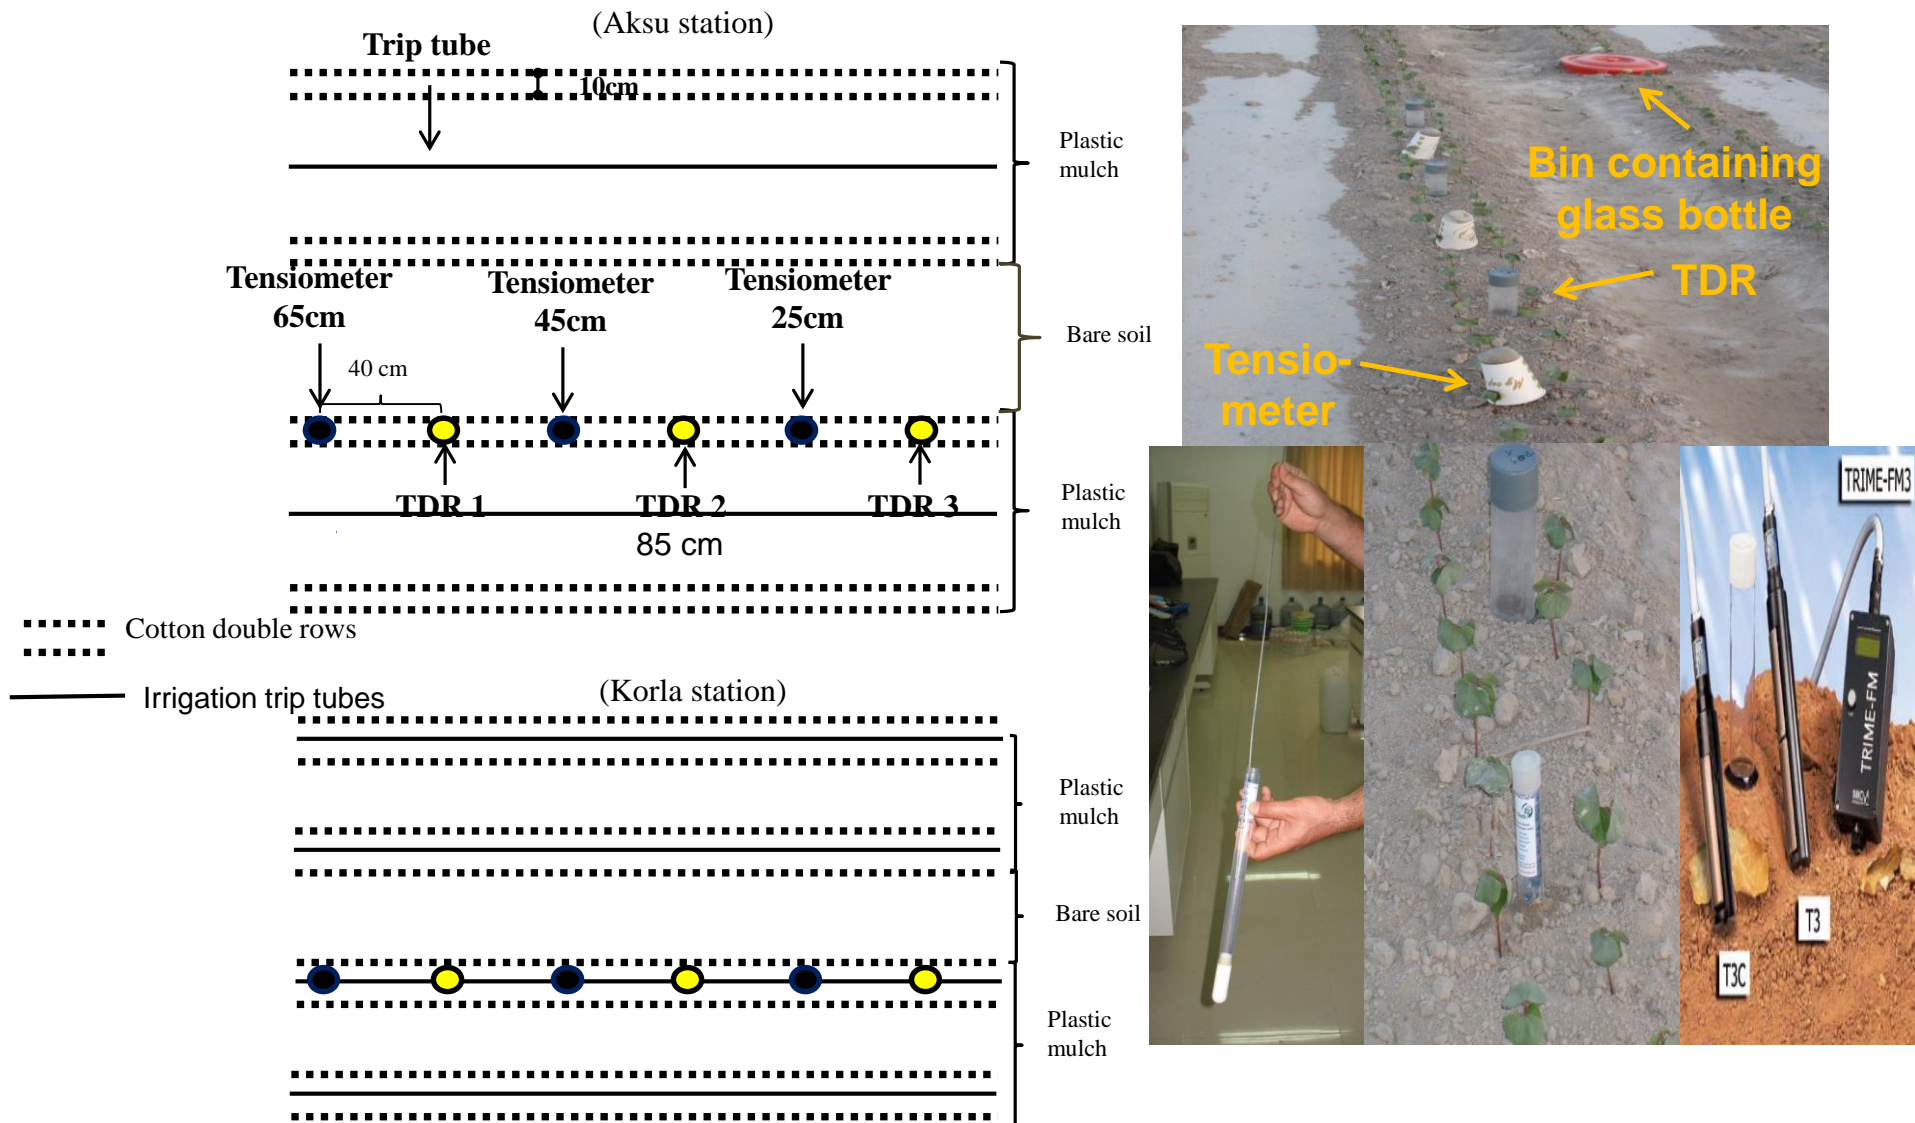 (Aksu station)
Trip tube
10cm
Plastic
mulch
Tensiometer
65cm
Tensiometer
45cm
Tensiometer
25cm
Bare soil
40 cm
TDR 1
TDR 2
TDR 3
Plastic
mulch
85 cm
Cotton double rows
Irrigation trip tubes
(Korla station)
Plastic
mulch
Bare soil
Plastic
mulch
Bin containing
glass bottle
TDR
Tensio-
meter
TRIME-FM3
TRIME-FM
T3
T3C